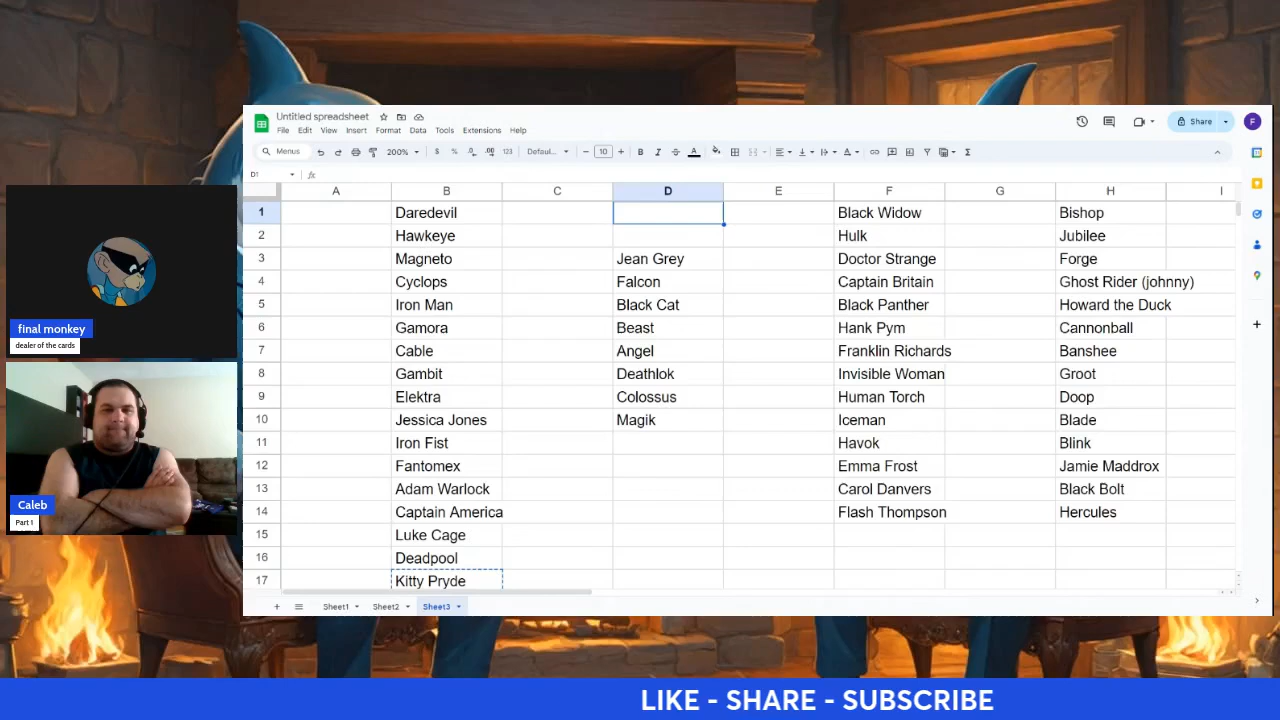 Untitled spreadsheet
File Edit View Insert Format Data Tools Extensions Help
Share
F
Menus 200% $ % .0 .00 123 Defaul... - 10 + B I A
D1 fx
A B C D E F G H I
1 Daredevil Black Widow Bishop
2 Hawkeye Hulk Jubilee
3 Magneto Jean Grey Doctor Strange Forge
4 Cyclops Falcon Captain Britain Ghost Rider (johnny)
5 Iron Man Black Cat Black Panther Howard the Duck
6 Gamora Beast Hank Pym Cannonball
7 Cable Angel Franklin Richards Banshee
8 Gambit Deathlok Invisible Woman Groot
9 Elektra Colossus Human Torch Doop
10 Jessica Jones Magik Iceman Blade
11 Iron Fist Havok Blink
12 Fantomex Emma Frost Jamie Maddrox
13 Adam Warlock Carol Danvers Black Bolt
14 Captain America Flash Thompson Hercules
15 Luke Cage
16 Deadpool
17 Kitty Pryde
Sheet1 Sheet2 Sheet3
final monkey
dealer of the cards
Caleb
Part 1
LIKE - SHARE - SUBSCRIBE